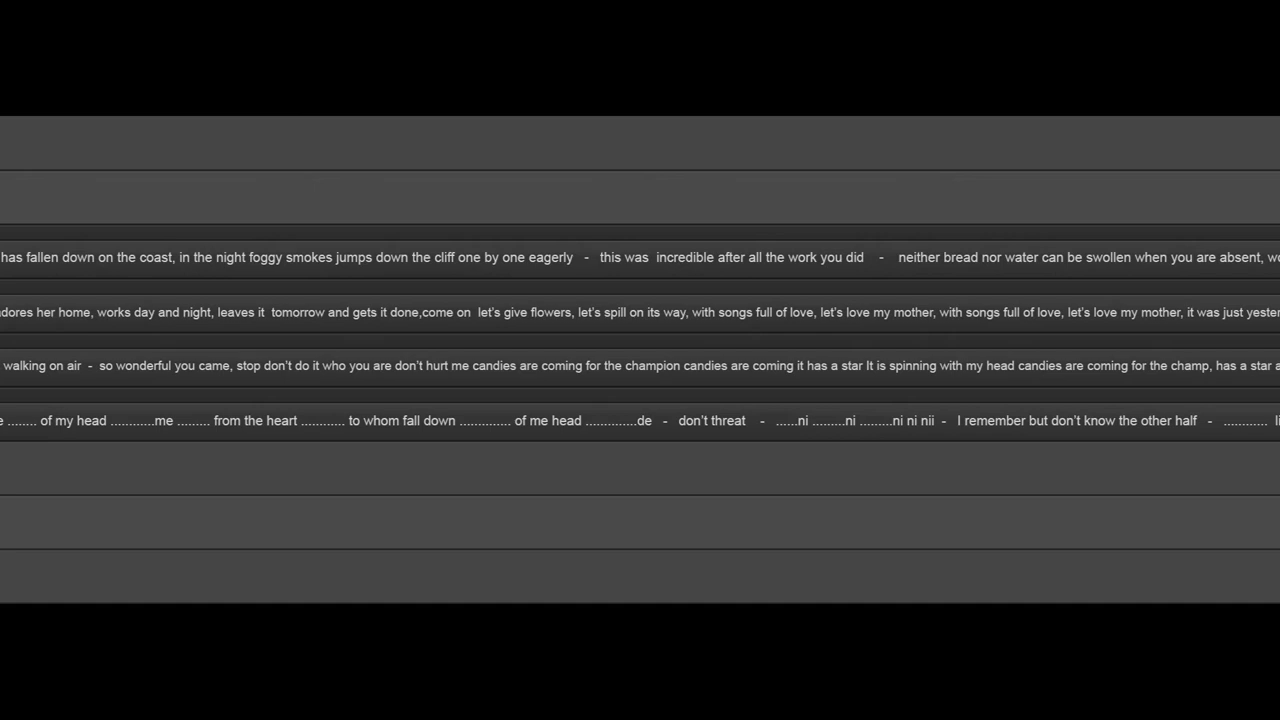 has fallen down on the coast, in the night foggy smokes jumps down the cliff one by one eagerly - this was incredible after all the work you did - neither bread nor water can be swollen when you are absent,
her home, works day and night, leaves it tomorrow and gets it done,come on let's give flowers, let's spill on its way, with songs full of love, let's love my mother, with songs full of love, let's love my mother, it was just
walking on air - so wonderful you came, stop don't do it who you are don't hurt me candies are coming for the champion candies are coming it has a star It is spinning with my head candies are coming for the champ, has a star
........ of my head ............me ......... from the heart ............ to whom fall down .............. of me head ..............de - don't threat - ......ni .........ni .........ni ni nii - I remember but don't know the other half - ............